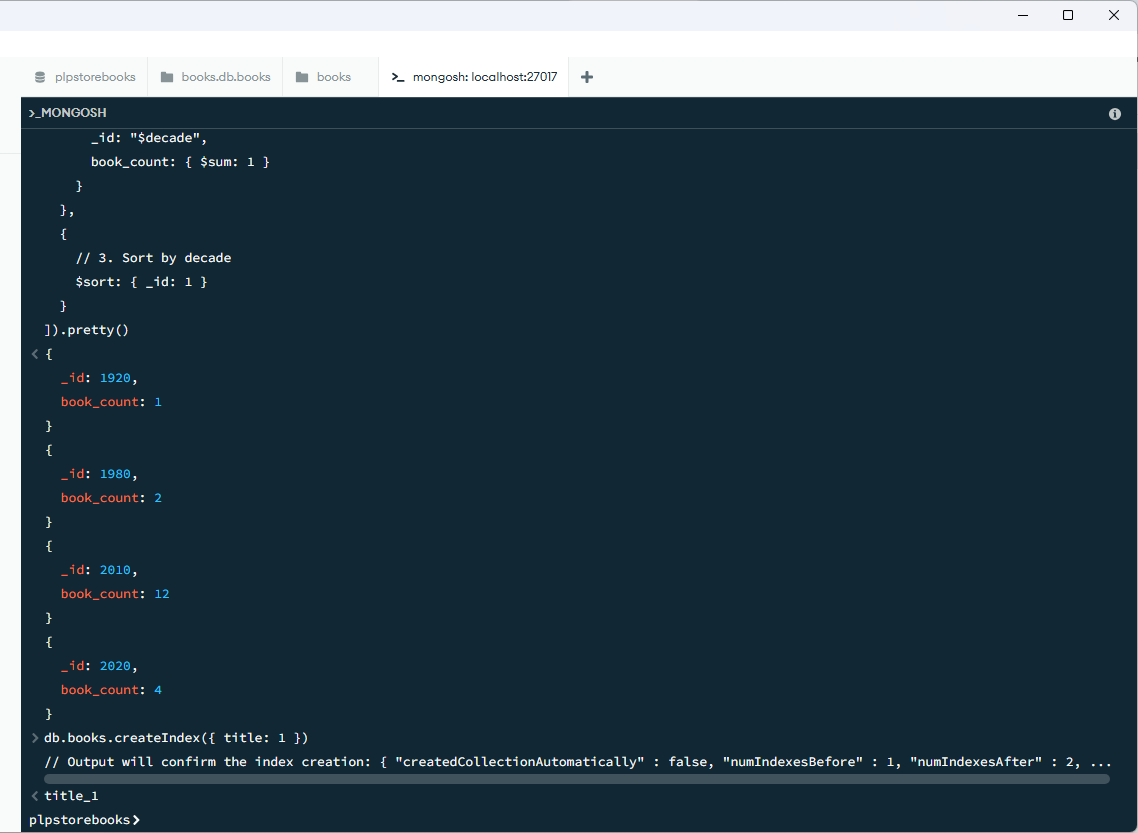 plpstorebooks books.db.books books >_ mongosh: localhost:27017 +
>_MONGOSH
_id: "$decade",
book_count: { $sum: 1 }
}
},
{
// 3. Sort by decade
$sort: { _id: 1 }
}
]).pretty()
< {
_id: 1920,
book_count: 1
}
{
_id: 1980,
book_count: 2
}
{
_id: 2010,
book_count: 12
}
{
_id: 2020,
book_count: 4
}
> db.books.createIndex({ title: 1 })
// Output will confirm the index creation: { "createdCollectionAutomatically" : false, "numIndexesBefore" : 1, "numIndexesAfter" : 2, ...
< title_1
plpstorebooks>